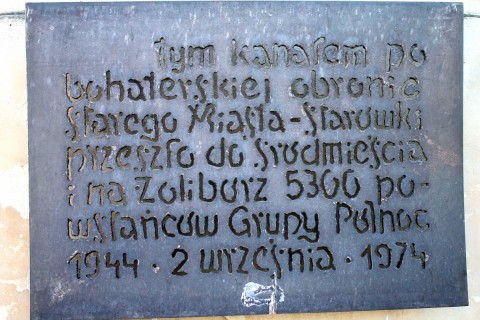 tym kanałem po
bohaterskiej obronie
Starego Miasta-Starówki
przeszło do Śródmieścia
i na Żoliborz 5300 po-
wstańców Grupy Północ
1944 · 2 września · 1974